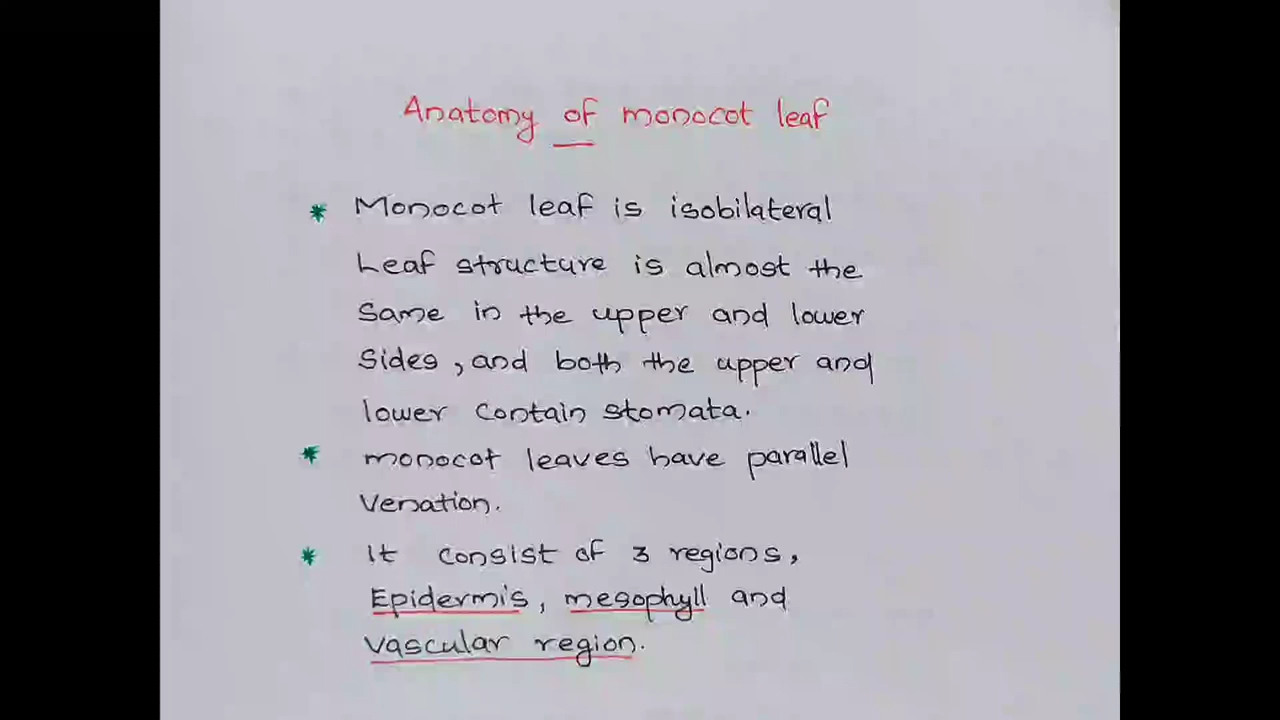 Anatomy of monocot leaf
* Monocot leaf is isobilateral
Leaf structure is almost the
Same in the upper and lower
Sides, and both the upper and
lower contain stomata.
* monocot leaves have parallel
Venation.
* It consist of 3 regions,
Epidermis, mesophyll and
Vascular region.